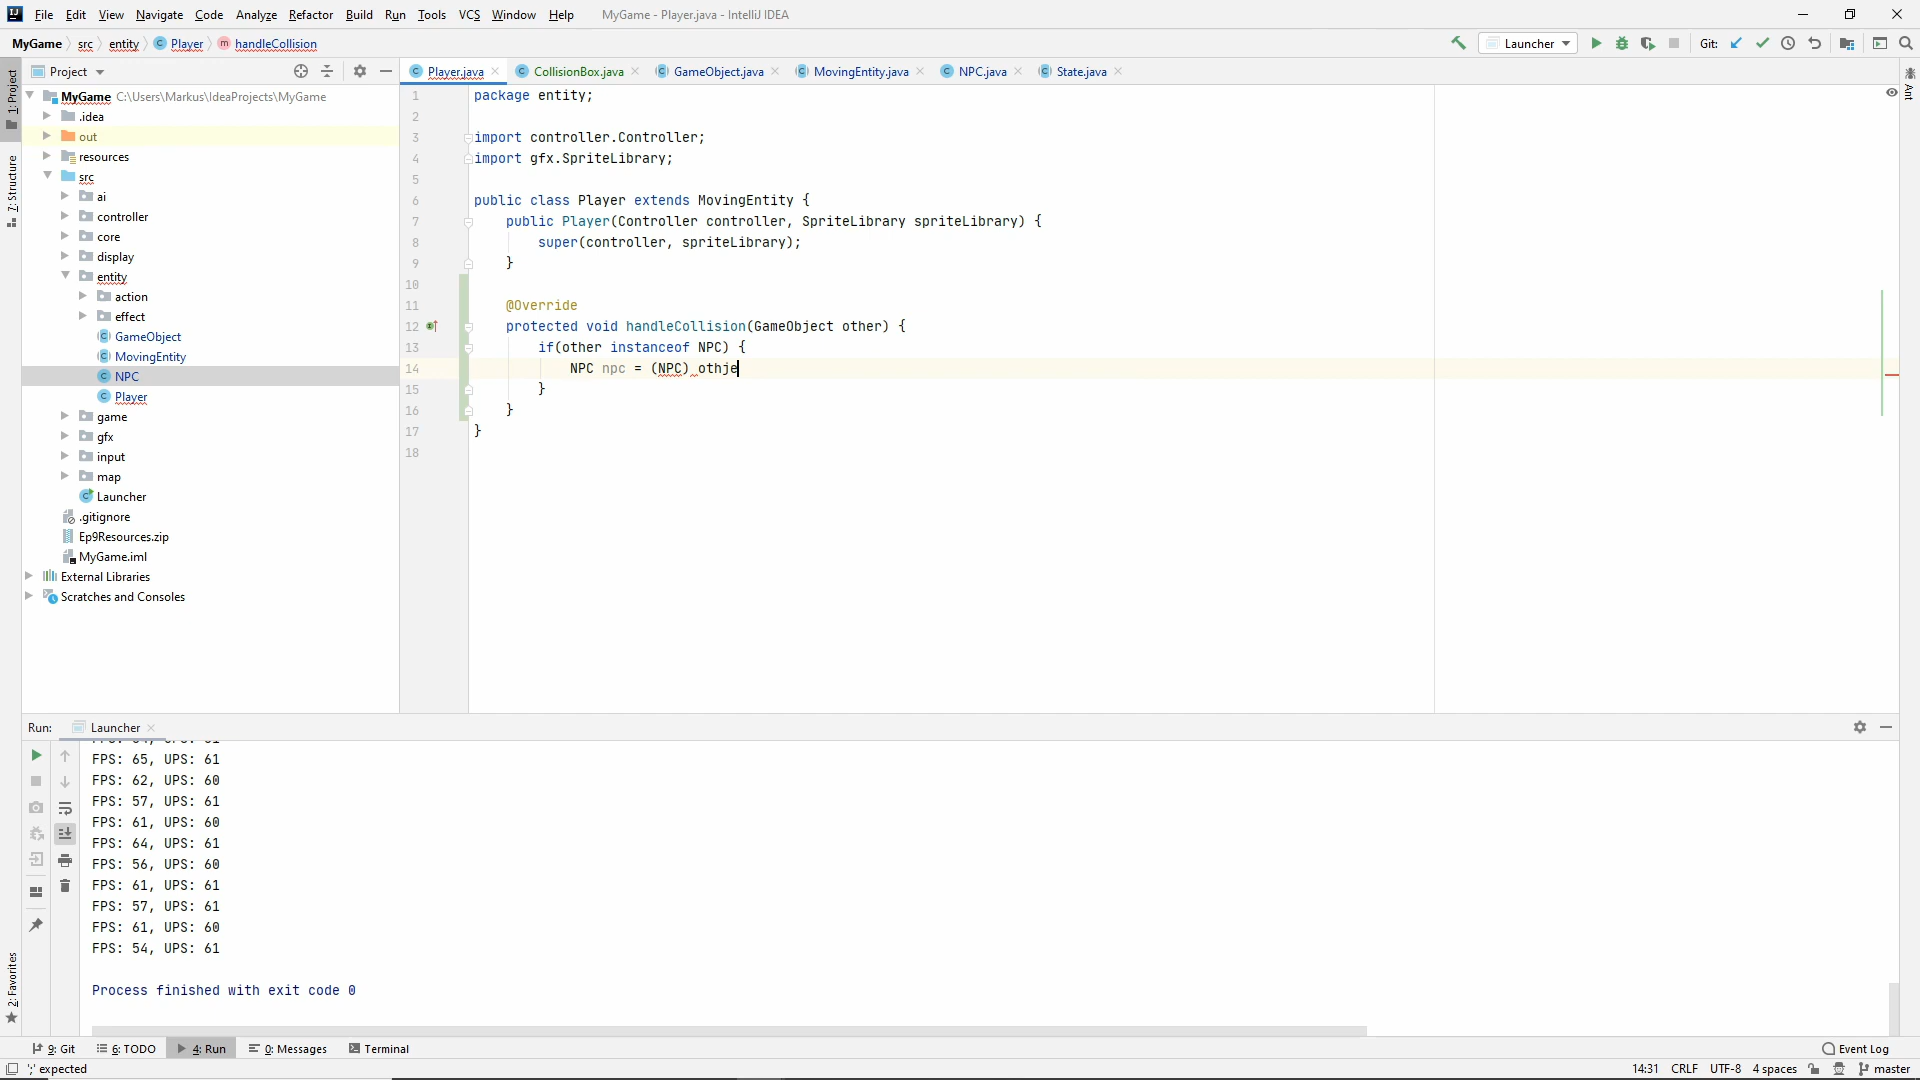 File Edit View Navigate Code Analyze Refactor Build Run Tools VCS Window Help MyGame - Player.java - IntelliJ IDEA
MyGame src entity Player handleCollision Launcher Git:
Project Player.java CollisionBox.java GameObject.java MovingEntity.java NPC.java State.java
1: Project
7: Structure
2: Favorites
Ant
MyGame C:\Users\Markus\IdeaProjects\MyGame
.idea
out
resources
src
ai
controller
core
display
entity
action
effect
GameObject
MovingEntity
NPC
Player
game
gfx
input
map
Launcher
.gitignore
Ep9Resources.zip
MyGame.iml
External Libraries
Scratches and Consoles
1 package entity;
2
3 import controller.Controller;
4 import gfx.SpriteLibrary;
5
6 public class Player extends MovingEntity {
7 public Player(Controller controller, SpriteLibrary spriteLibrary) {
8 super(controller, spriteLibrary);
9 }
10
11 @Override
12 protected void handleCollision(GameObject other) {
13 if(other instanceof NPC) {
14 NPC npc = (NPC) othje
15 }
16 }
17 }
18
Run: Launcher
FPS: 65, UPS: 61
FPS: 62, UPS: 60
FPS: 57, UPS: 61
FPS: 61, UPS: 60
FPS: 64, UPS: 61
FPS: 56, UPS: 60
FPS: 61, UPS: 61
FPS: 57, UPS: 61
FPS: 61, UPS: 60
FPS: 54, UPS: 61
Process finished with exit code 0
9: Git 6: TODO 4: Run 0: Messages Terminal Event Log
';' expected 14:31 CRLF UTF-8 4 spaces master